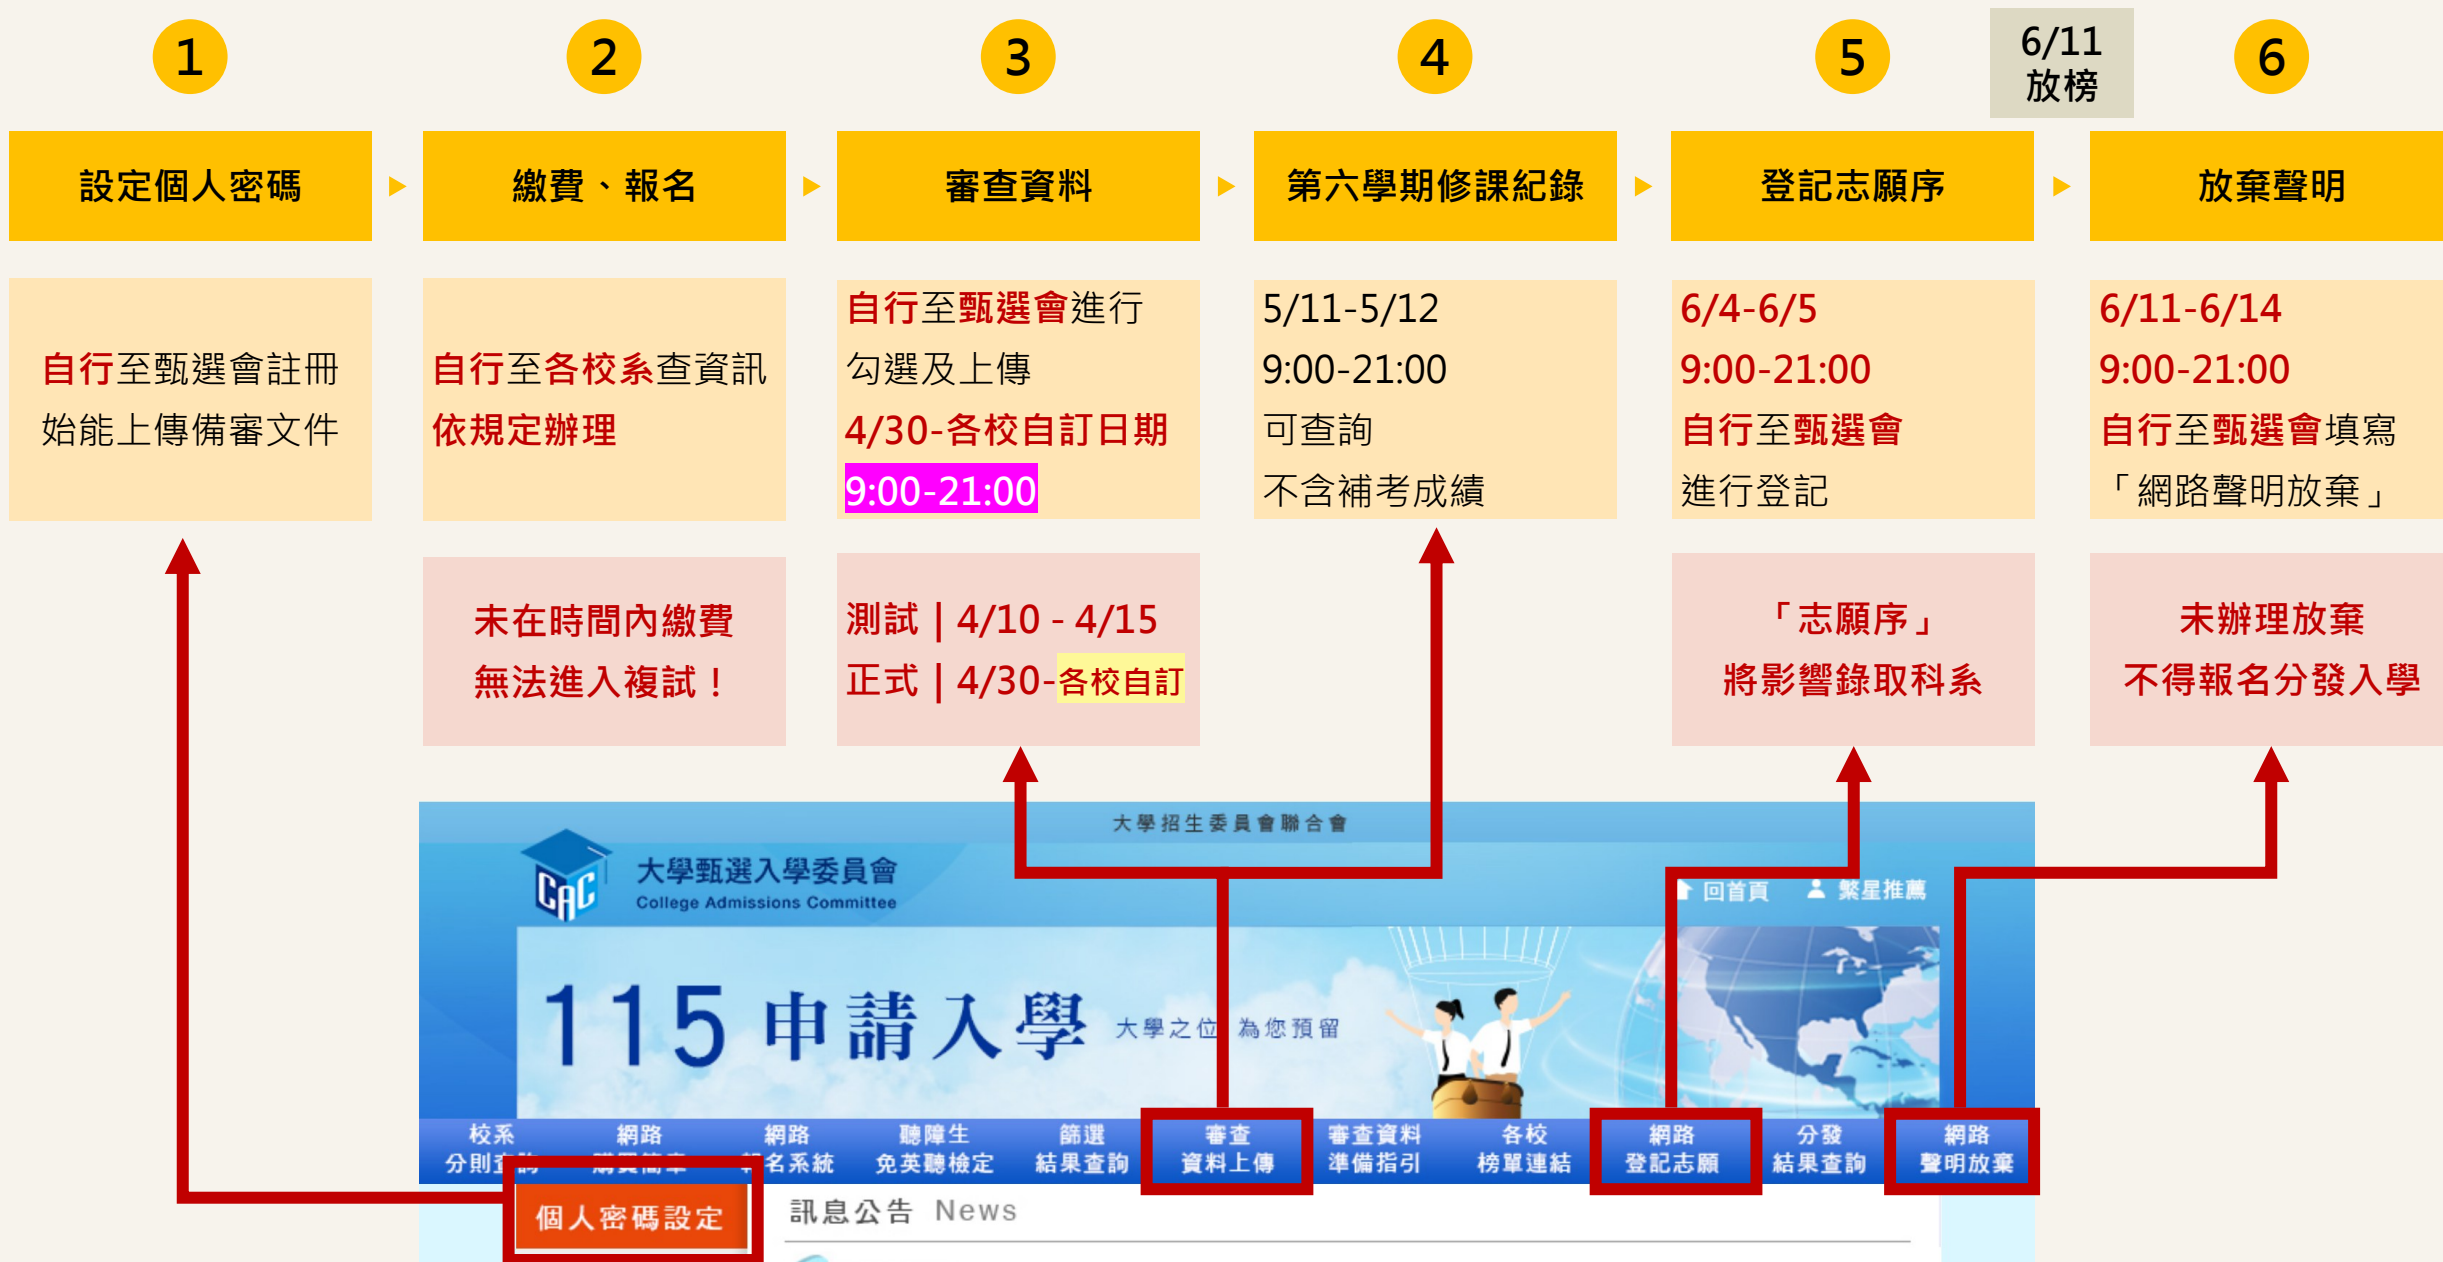 1
2
3
4
5
6/11
放榜
6
設定個人密碼
繳費、報名
審查資料
第六學期修課紀錄
登記志願序
放棄聲明
自行至甄選會註冊
始能上傳備審文件
自行至各校系查資訊
依規定辦理
自行至甄選會進行
勾選及上傳
4/30-各校自訂日期
9:00-21:00
5/11-5/12
9:00-21:00
可查詢
不含補考成績
6/4-6/5
9:00-21:00
自行至甄選會
進行登記
6/11-6/14
9:00-21:00
自行至甄選會填寫
「網路聲明放棄」
未在時間內繳費
無法進入複試！
測試 | 4/10 - 4/15
正式 | 4/30-各校自訂
「志願序」
將影響錄取科系
未辦理放棄
不得報名分發入學
大學招生委員會聯合會
CAC
大學甄選入學委員會
College Admissions Committee
回首頁
繁星推薦
115 申請入學
大學之位 為您預留
校系
分則查詢
網路
購買簡章
網路
報名系統
聽障生
免英聽檢定
篩選
結果查詢
審查
資料上傳
審查資料
準備指引
各校
榜單連結
網路
登記志願
分發
結果查詢
網路
聲明放棄
個人密碼設定
訊息公告 News